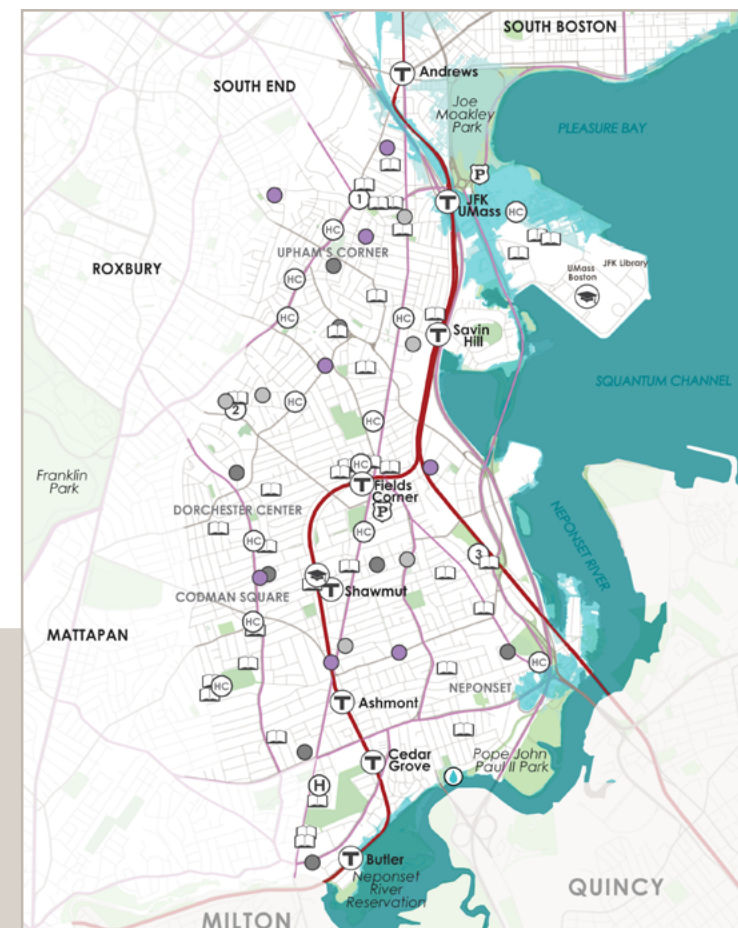 SOUTH BOSTON
T Andrews
SOUTH END
Joe
Moakley
Park
PLEASURE BAY
P
1
T JFK
UMass
HC
HC
UPHAM'S CORNER
ROXBURY
JFK Library
UMass
Boston
HC
HC
HC
T Savin
Hill
SQUANTUM CHANNEL
HC
2
HC
Franklin
Park
HC
T Fields
Corner
P
DORCHESTER CENTER
NEPONSET RIVER
HC
HC
3
T Shawmut
CODMAN SQUARE
HC
MATTAPAN
HC
HC
NEPONSET
T Ashmont
Pope John
Paul II Park
T Cedar
Grove
H
T Butler
Neponset
River
Reservation
QUINCY
MILTON